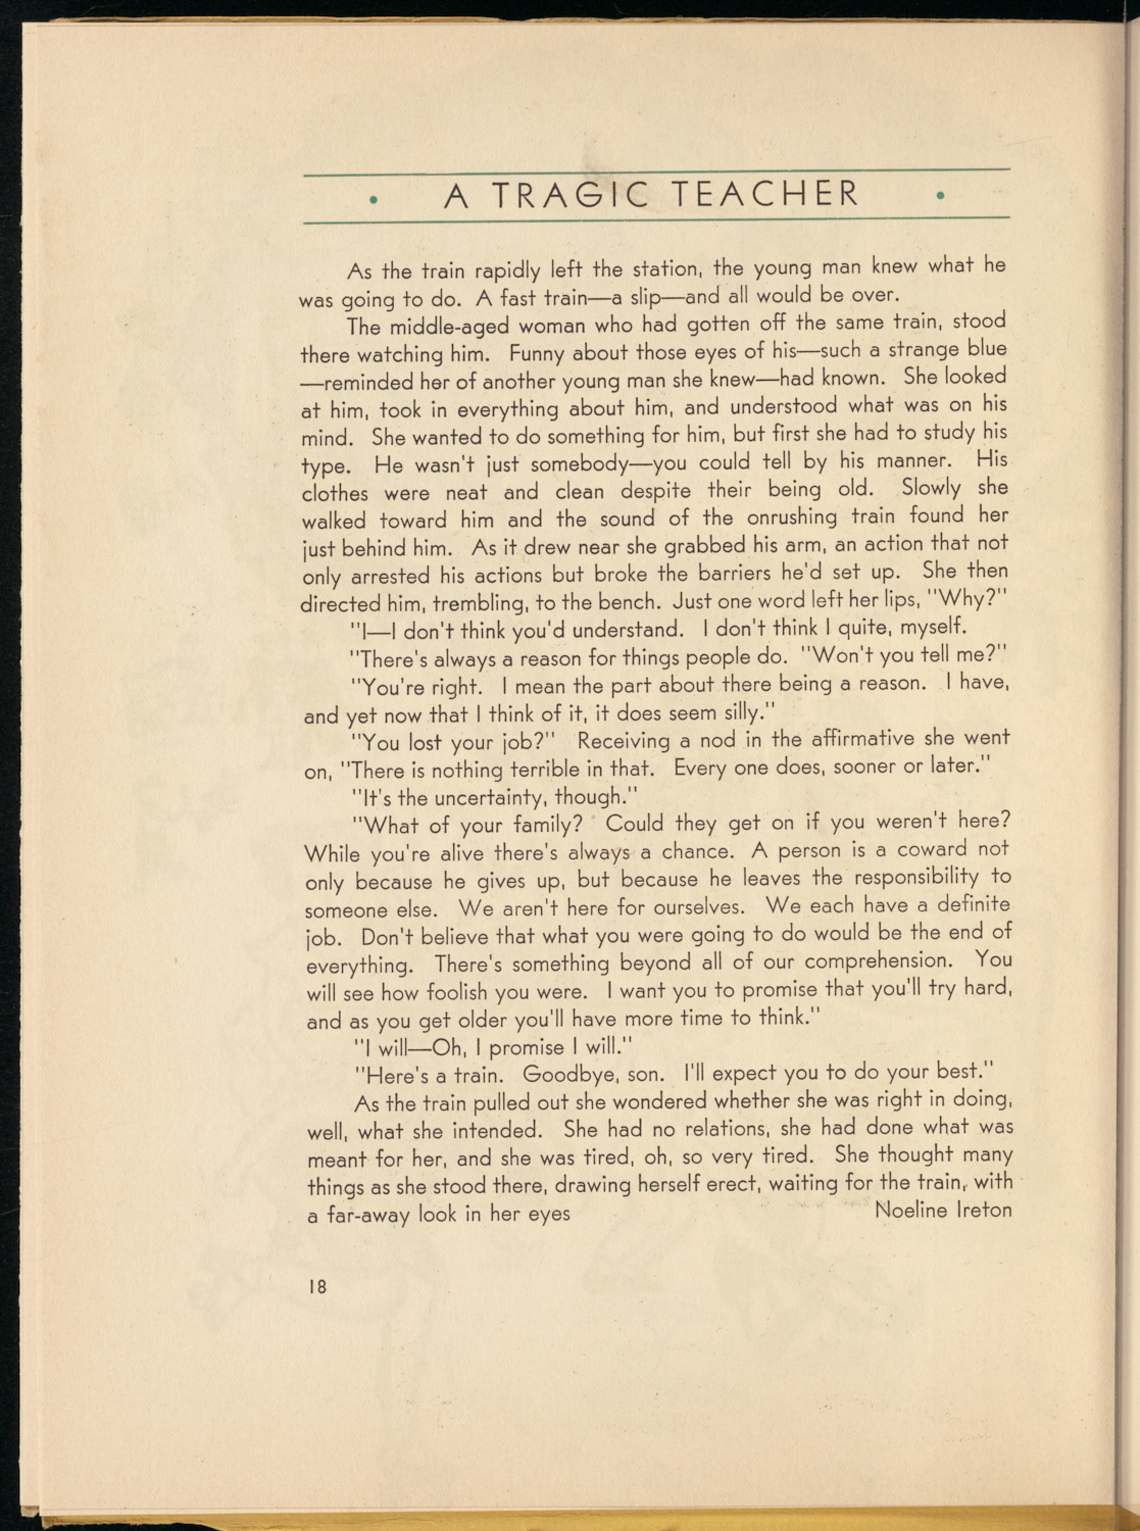 • A TRAGIC TEACHER •
As the train rapidly left the station, the young man knew what he
was going to do. A fast train—a slip—and all would be over.
The middle-aged woman who had gotten off the same train, stood
there watching him. Funny about those eyes of his—such a strange blue
—reminded her of another young man she knew—had known. She looked
at him, took in everything about him, and understood what was on his
mind. She wanted to do something for him, but first she had to study his
type. He wasn't just somebody—you could tell by his manner. His
clothes were neat and clean despite their being old. Slowly she
walked toward him and the sound of the onrushing train found her
just behind him. As it drew near she grabbed his arm, an action that not
only arrested his actions but broke the barriers he'd set up. She then
directed him, trembling, to the bench. Just one word left her lips, "Why?"
"I—I don't think you'd understand. I don't think I quite, myself.
"There's always a reason for things people do. "Won't you tell me?"
"You're right. I mean the part about there being a reason. I have,
and yet now that I think of it, it does seem silly."
"You lost your job?" Receiving a nod in the affirmative she went
on, "There is nothing terrible in that. Every one does, sooner or later."
"It's the uncertainty, though."
"What of your family? Could they get on if you weren't here?
While you're alive there's always a chance. A person is a coward not
only because he gives up, but because he leaves the responsibility to
someone else. We aren't here for ourselves. We each have a definite
job. Don't believe that what you were going to do would be the end of
everything. There's something beyond all of our comprehension. You
will see how foolish you were. I want you to promise that you'll try hard,
and as you get older you'll have more time to think."
"I will—Oh, I promise I will."
"Here's a train. Goodbye, son. I'll expect you to do your best."
As the train pulled out she wondered whether she was right in doing,
well, what she intended. She had no relations, she had done what was
meant for her, and she was tired, oh, so very tired. She thought many
things as she stood there, drawing herself erect, waiting for the train, with
a far-away look in her eyes Noeline Ireton
18